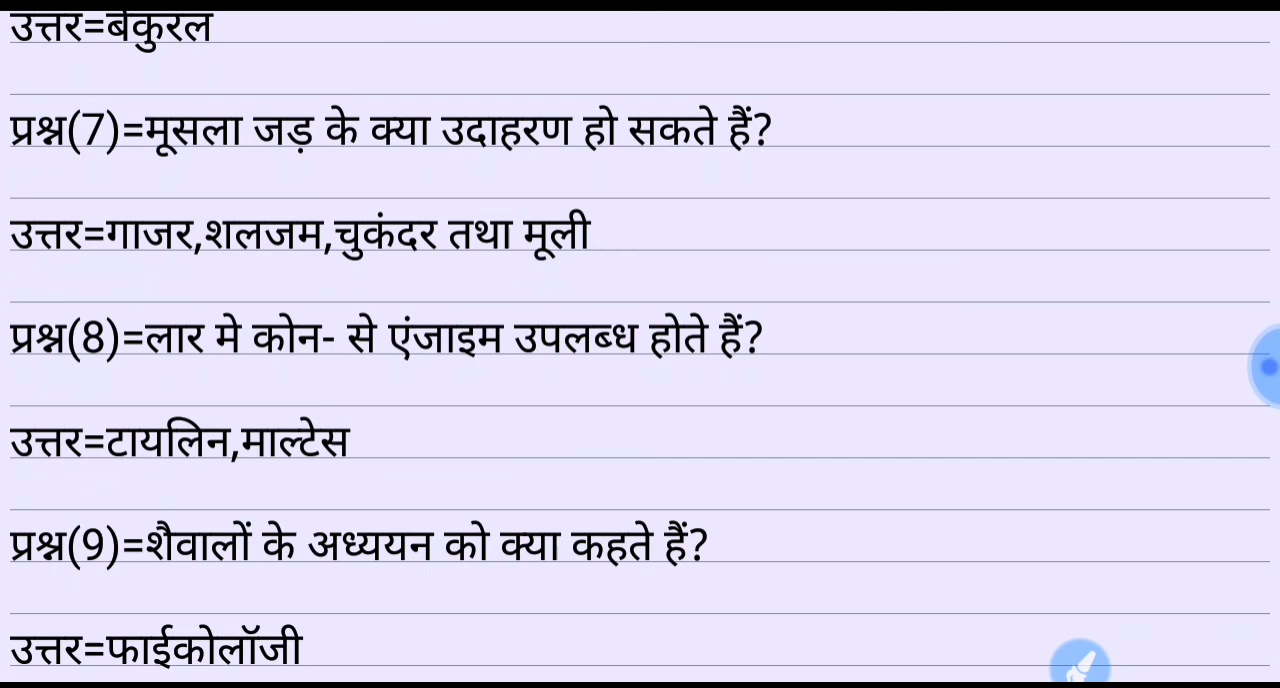 उत्तर=बेकुरल
प्रश्न(7)=मूसला जड़ के क्या उदाहरण हो सकते हैं?
उत्तर=गाजर,शलजम,चुकंदर तथा मूली
प्रश्न(8)=लार मे कोन- से एंजाइम उपलब्ध होते हैं?
उत्तर=टायलिन,माल्टेस
प्रश्न(9)=शैवालों के अध्ययन को क्या कहते हैं?
उत्तर=फाईकोलॉजी